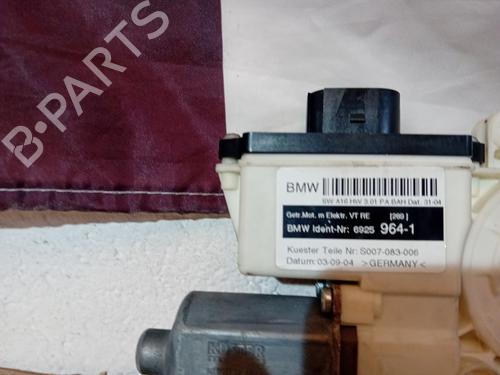 B·PARTS
BMW
SW A16 HW 3.01 PA BAH Dat. 31-04
Getr.Mot. m Elektr. VT RE [269]
BMW Ident-Nr: 6925 964-1
Kuester Teile Nr: S007-083-006
Datum: 03-09-04 >GERMANY<